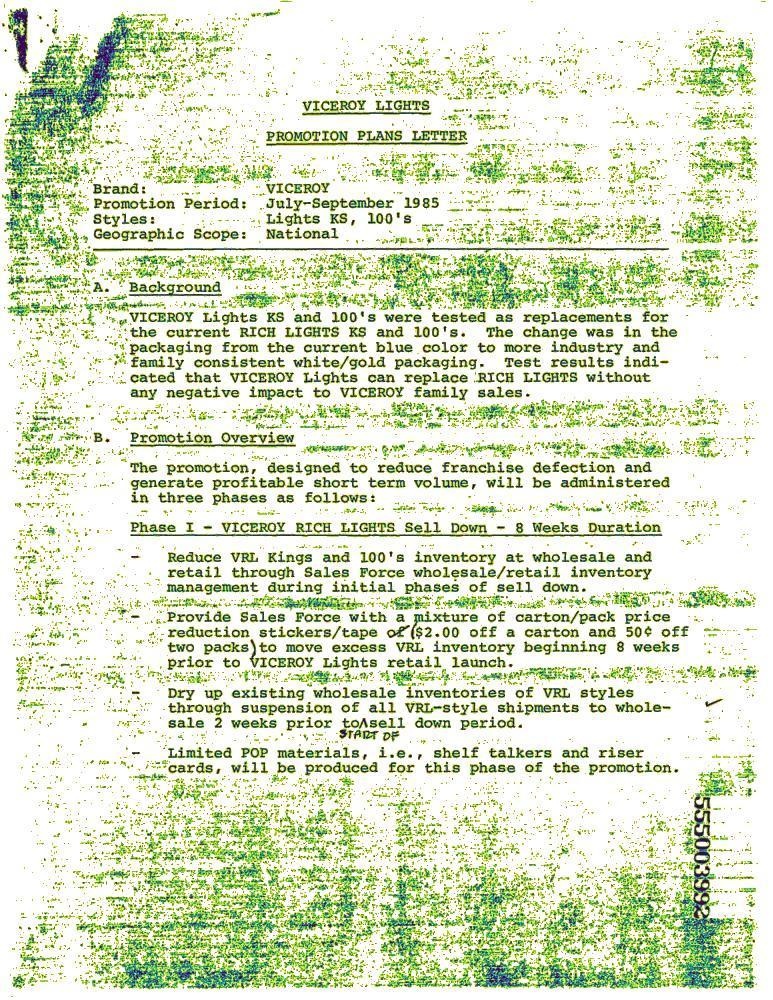 VICEROY LIGHTS
PROMOTION PLANS LETTER
Brand: VICEROY
Promotion Period: July-September 1985
Styles: Lights KS, 100's
Geographic Scope: National
A. Background
VICEROY Lights KS and 100's were tested as replacements for
the current RICH LIGHTS KS and 100's. The change was in the
packaging from the current blue color to more industry and
family consistent white/gold packaging. Test results indi-
cated that VICEROY Lights can replace RICH LIGHTS without
any negative impact to VICEROY family sales.
B. Promotion Overview
The promotion, designed to reduce franchise defection and
generate profitable short term volume, will be administered
in three phases as follows:
Phase I - VICEROY RICH LIGHTS Sell Down - 8 Weeks Duration
- Reduce VRL Kings and 100's inventory at wholesale and
retail through Sales Force wholesale/retail inventory
management during initial phases of sell down.
- Provide Sales Force with a mixture of carton/pack price
reduction stickers/tape of ($2.00 off a carton and 50¢ off
two packs) to move excess VRL inventory beginning 8 weeks
prior to VICEROY Lights retail launch.
- Dry up existing wholesale inventories of VRL styles
through suspension of all VRL-style shipments to whole-
sale 2 weeks prior to sell down period.
START OF
- Limited POP materials, i.e., shelf talkers and riser
cards, will be produced for this phase of the promotion.